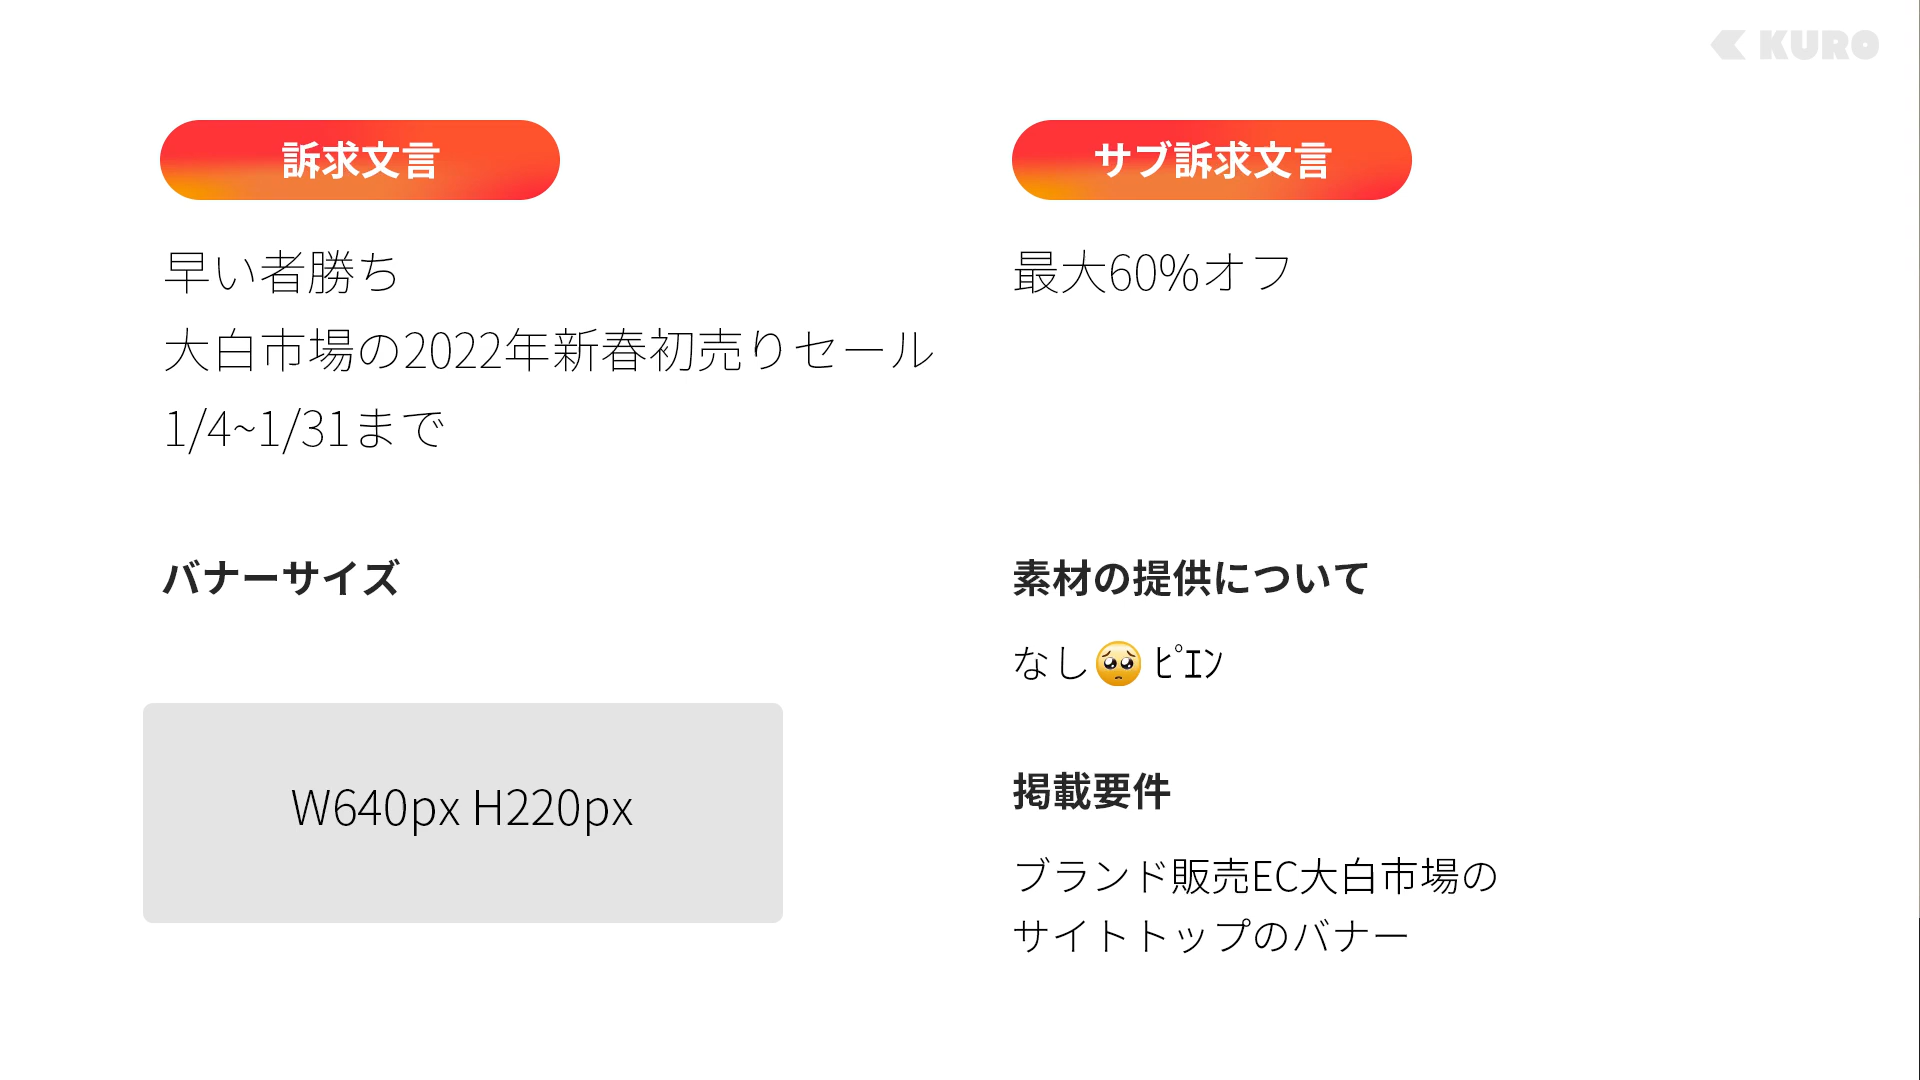 KURO
訴求文言
早い者勝ち
大白市場の2022年新春初売りセール
1/4~1/31まで
サブ訴求文言
最大60%オフ
バナーサイズ
W640px H220px
素材の提供について
なし🥺 ﾋﾟｴﾝ
掲載要件
ブランド販売EC大白市場の
サイトトップのバナー